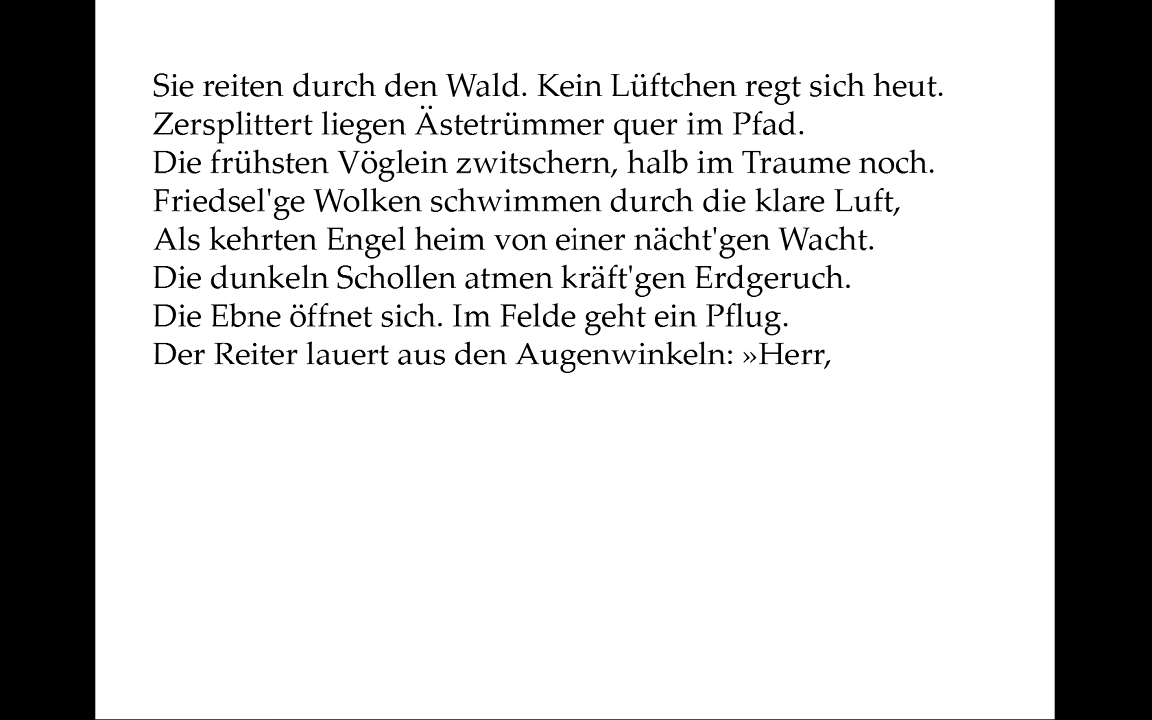 Sie reiten durch den Wald. Kein Lüftchen regt sich heut.
Zersplittert liegen Ästetrümmer quer im Pfad.
Die frühsten Vöglein zwitschern, halb im Traume noch.
Friedsel'ge Wolken schwimmen durch die klare Luft,
Als kehrten Engel heim von einer nächt'gen Wacht.
Die dunkeln Schollen atmen kräft'gen Erdgeruch.
Die Ebne öffnet sich. Im Felde geht ein Pflug.
Der Reiter lauert aus den Augenwinkeln: »Herr,